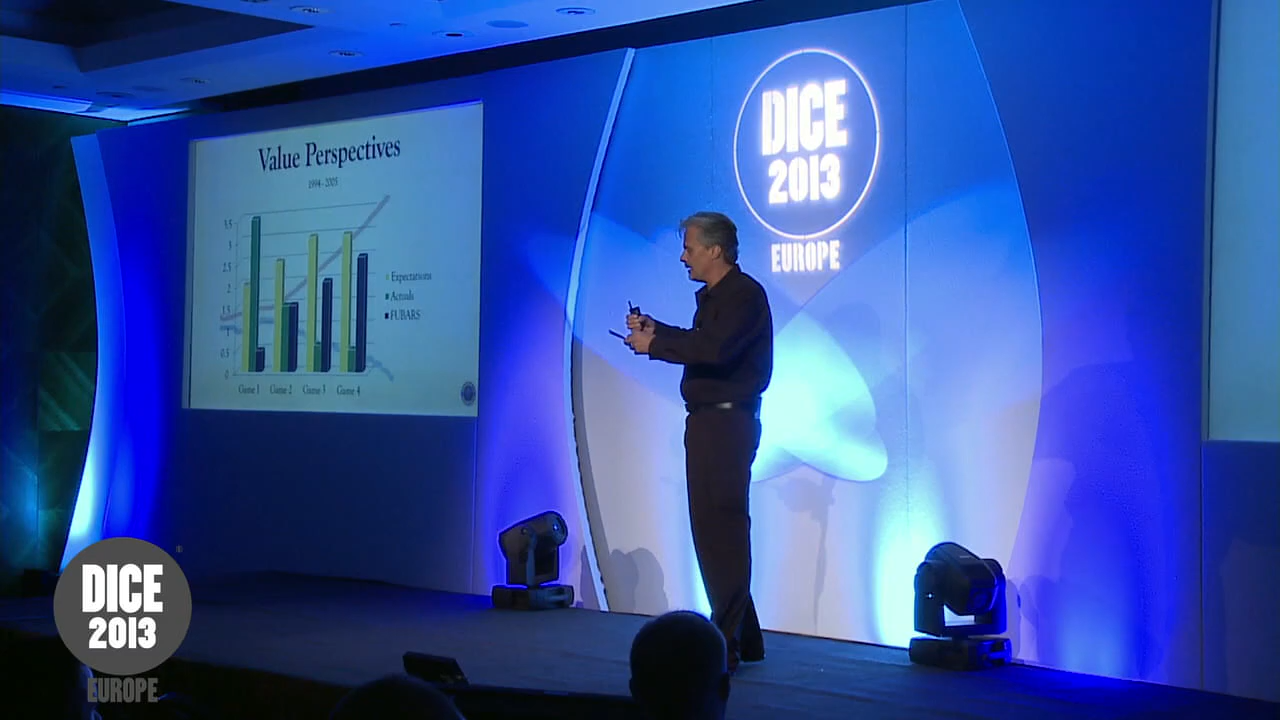 Value Perspectives
1994-2005
3.5
3
2.5
2
1.5
1
0.5
0
Expectations
Actuals
FUBARS
Game 1 Game 2 Game 3 Game 4
DICE
2013
EUROPE
DICE
2013
EUROPE